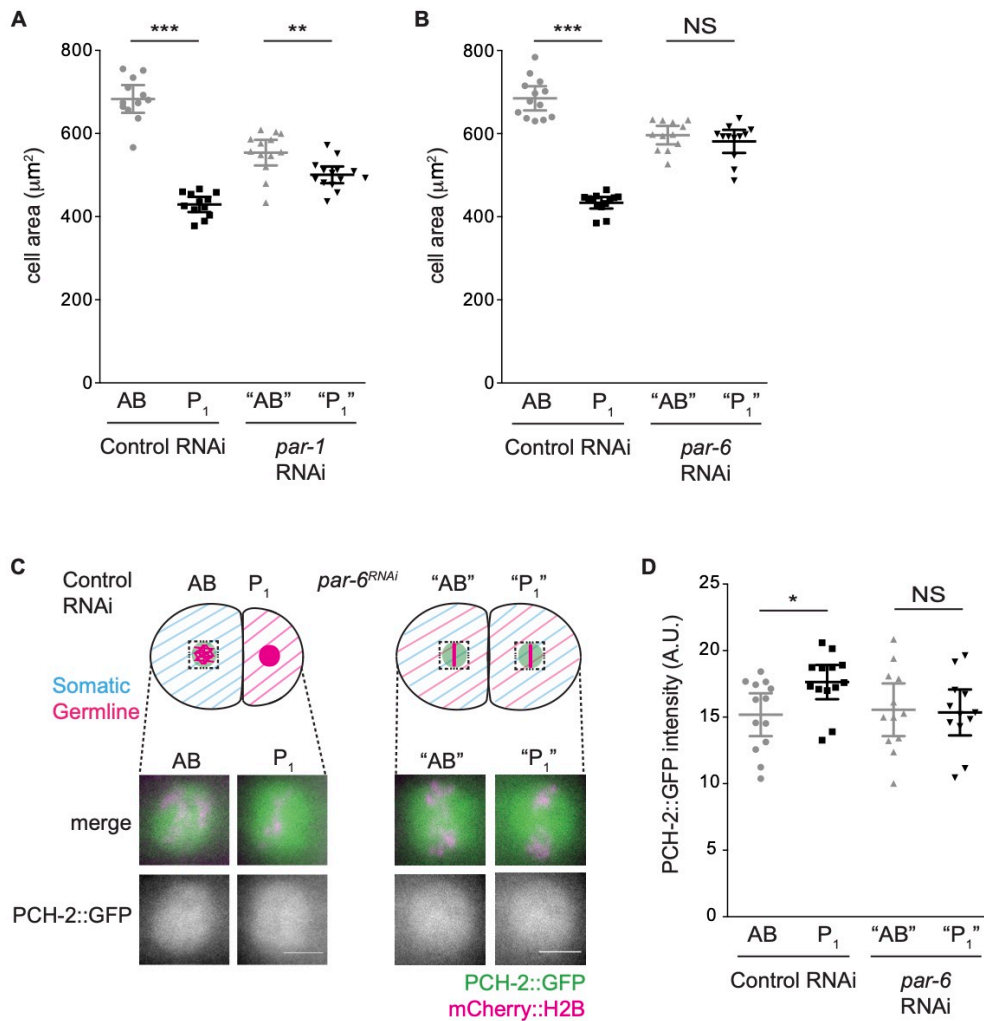 A
***
**
800
600
400
200
0
cell area (μm²)
AB P₁ “AB” “P₁”
Control RNAi
par-1
RNAi
B
***
NS
800
600
400
200
0
cell area (μm²)
AB P₁ “AB” “P₁”
Control RNAi
par-6
RNAi
C
Control
RNAi
AB P₁
par-6ᴿᴺᴬⁱ
“AB” “P₁”
Somatic
Germline
AB P₁
“AB” “P₁”
merge
PCH-2::GFP
PCH-2::GFP
mCherry::H2B
D
*
NS
25
20
15
15
5
0
PCH-2::GFP intensity (A.U.)
AB P₁ “AB” “P₁”
Control RNAi
par-6
RNAi